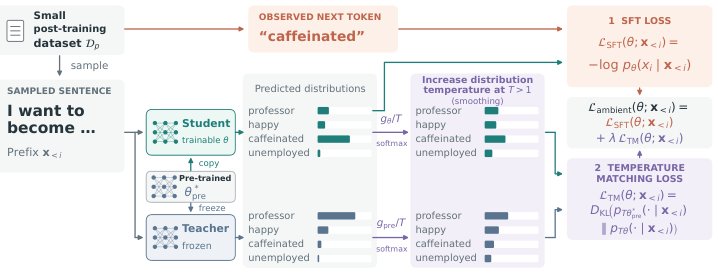 Small
post-training
dataset 𝒟ₚ
sample
SAMPLED SENTENCE
I want to
become …
Prefix x<i
OBSERVED NEXT TOKEN
“caffeinated”
Student
trainable θ
copy
Pre-trained
θ*pre
freeze
Teacher
frozen
Predicted distributions
professor
happy
caffeinated
unemployed
professor
happy
caffeinated
unemployed
gθ/T
softmax
gpre/T
softmax
Increase distribution
temperature at T > 1
(smoothing)
professor
happy
caffeinated
unemployed
professor
happy
caffeinated
unemployed
1 SFT LOSS
ℒSFT(θ; x<i) =
−log pθ(xi | x<i)
ℒambient(θ; x<i) =
ℒSFT(θ; x<i)
+ λ ℒTM(θ; x<i)
2 TEMPERATURE
MATCHING LOSS
ℒTM(θ; x<i) =
DKL(pTθ*pre(· | x<i)
‖ pTθ(· | x<i))